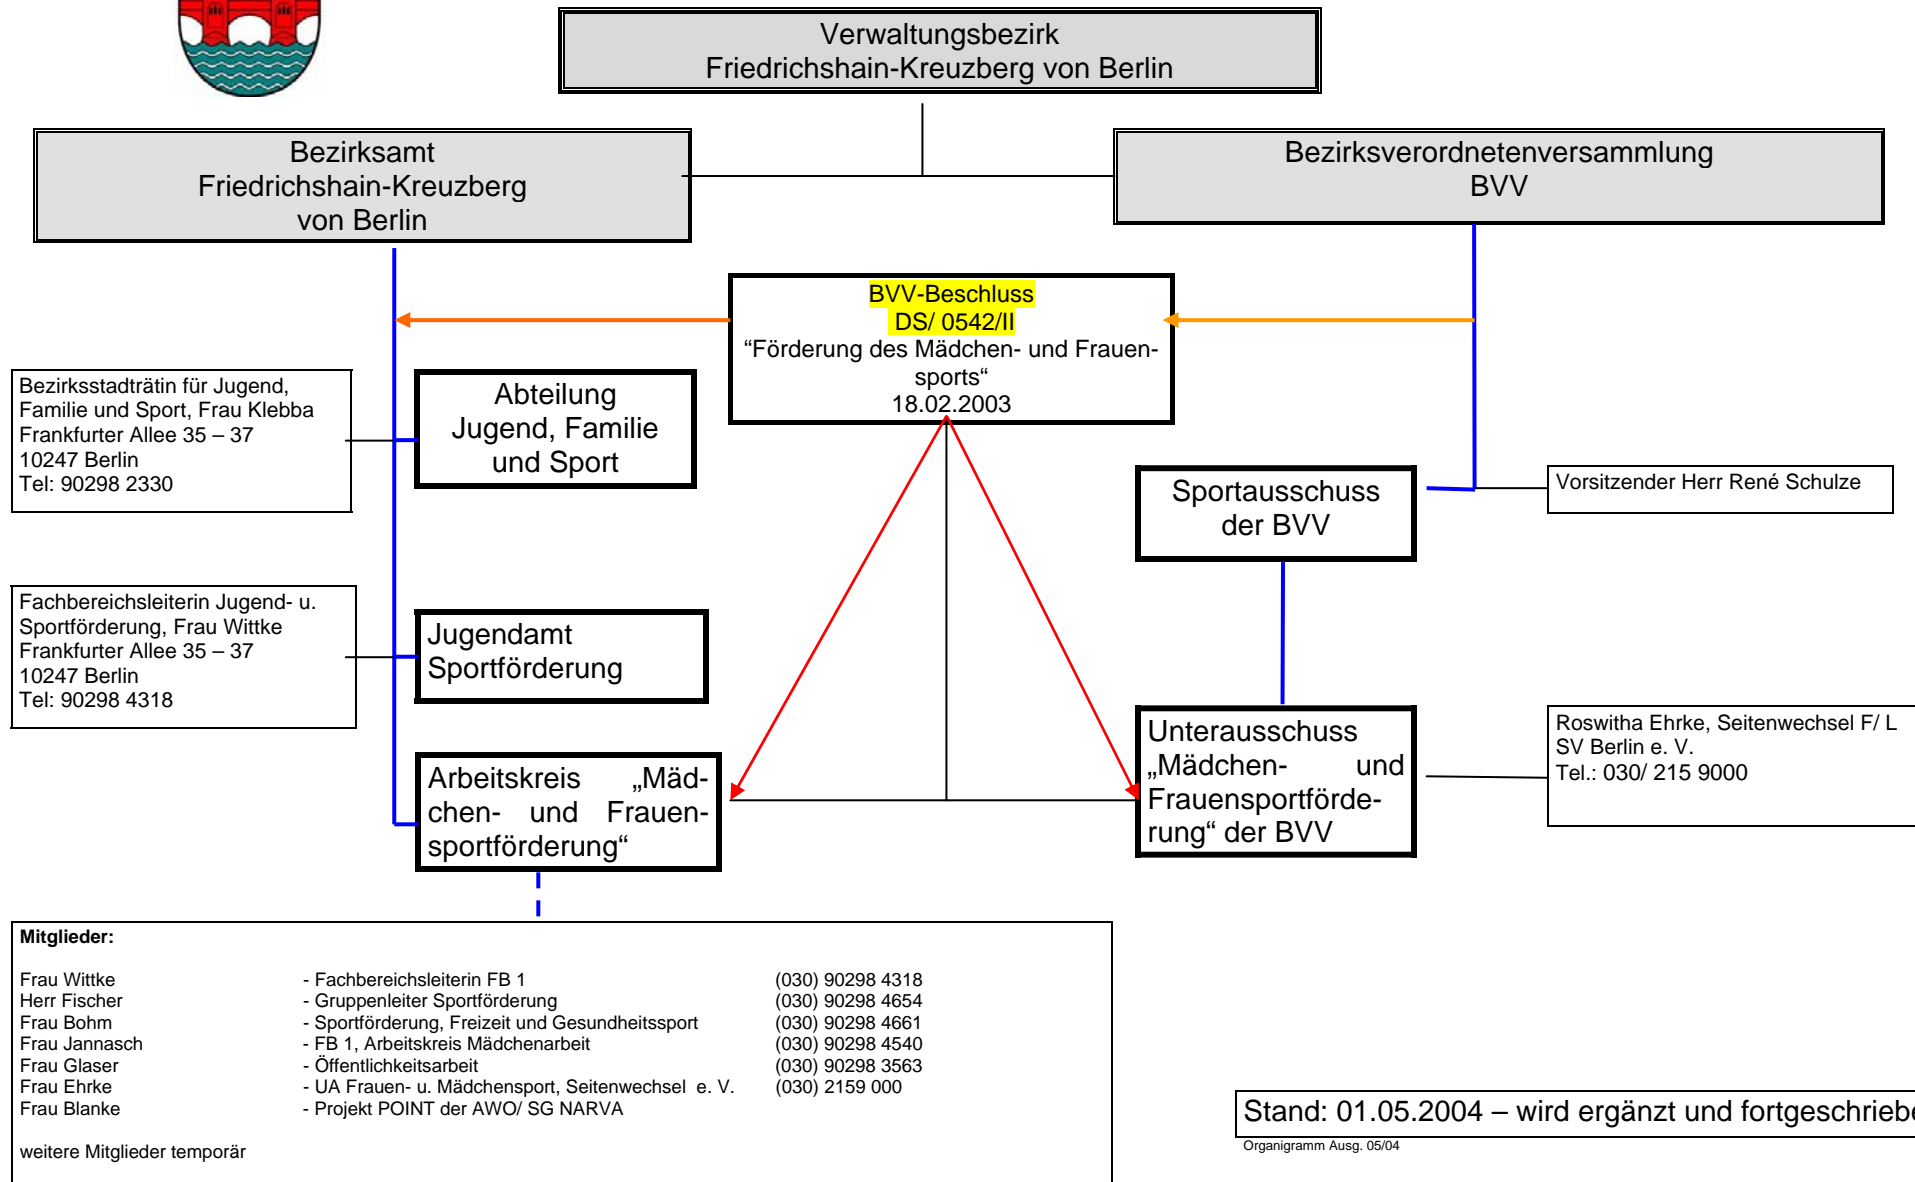 Verwaltungsbezirk
Friedrichshain-Kreuzberg von Berlin
Bezirksamt
Friedrichshain-Kreuzberg
von Berlin
Bezirksverordnetenversammlung
BVV
BVV-Beschluss
DS/ 0542/II
“Förderung des Mädchen- und Frauen-
sports“
18.02.2003
Bezirksstadträtin für Jugend,
Familie und Sport, Frau Klebba
Frankfurter Allee 35 – 37
10247 Berlin
Tel: 90298 2330
Abteilung
Jugend, Familie
und Sport
Sportausschuss
der BVV
Vorsitzender Herr René Schulze
Fachbereichsleiterin Jugend- u.
Sportförderung, Frau Wittke
Frankfurter Allee 35 – 37
10247 Berlin
Tel: 90298 4318
Jugendamt
Sportförderung
Arbeitskreis „Mäd-
chen- und Frauen-
sportförderung“
Unterausschuss
„Mädchen- und
Frauensportförde-
rung“ der BVV
Roswitha Ehrke, Seitenwechsel F/ L
SV Berlin e. V.
Tel.: 030/ 215 9000
Mitglieder:
Frau Wittke - Fachbereichsleiterin FB 1 (030) 90298 4318
Herr Fischer - Gruppenleiter Sportförderung (030) 90298 4654
Frau Bohm - Sportförderung, Freizeit und Gesundheitssport (030) 90298 4661
Frau Jannasch - FB 1, Arbeitskreis Mädchenarbeit (030) 90298 4540
Frau Glaser - Öffentlichkeitsarbeit (030) 90298 3563
Frau Ehrke - UA Frauen- u. Mädchensport, Seitenwechsel e. V. (030) 2159 000
Frau Blanke - Projekt POINT der AWO/ SG NARVA
weitere Mitglieder temporär
Stand: 01.05.2004 – wird ergänzt und fortgeschriebe
Organigramm Ausg. 05/04